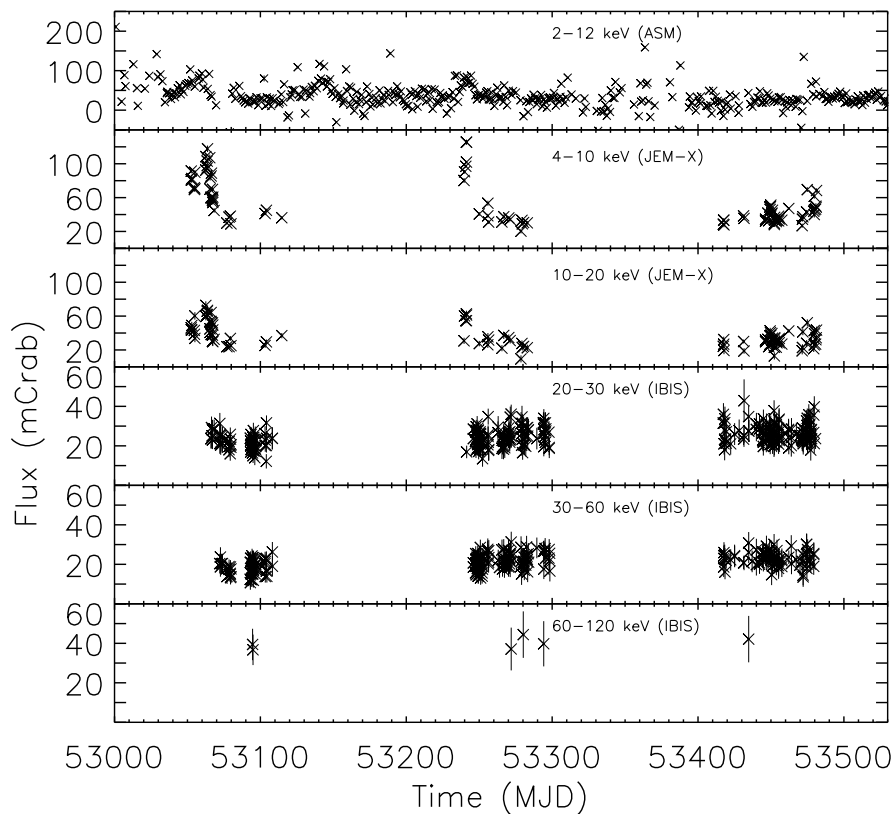 2−12 keV (ASM)
200
100
0
4−10 keV (JEM−X)
100
60
20
10−20 keV (JEM−X)
100
60
20
20−30 keV (IBIS)
60
40
20
30−60 keV (IBIS)
60
40
20
60−120 keV (IBIS)
60
40
20
Flux (mCrab)
53000 53100 53200 53300 53400 53500
Time (MJD)